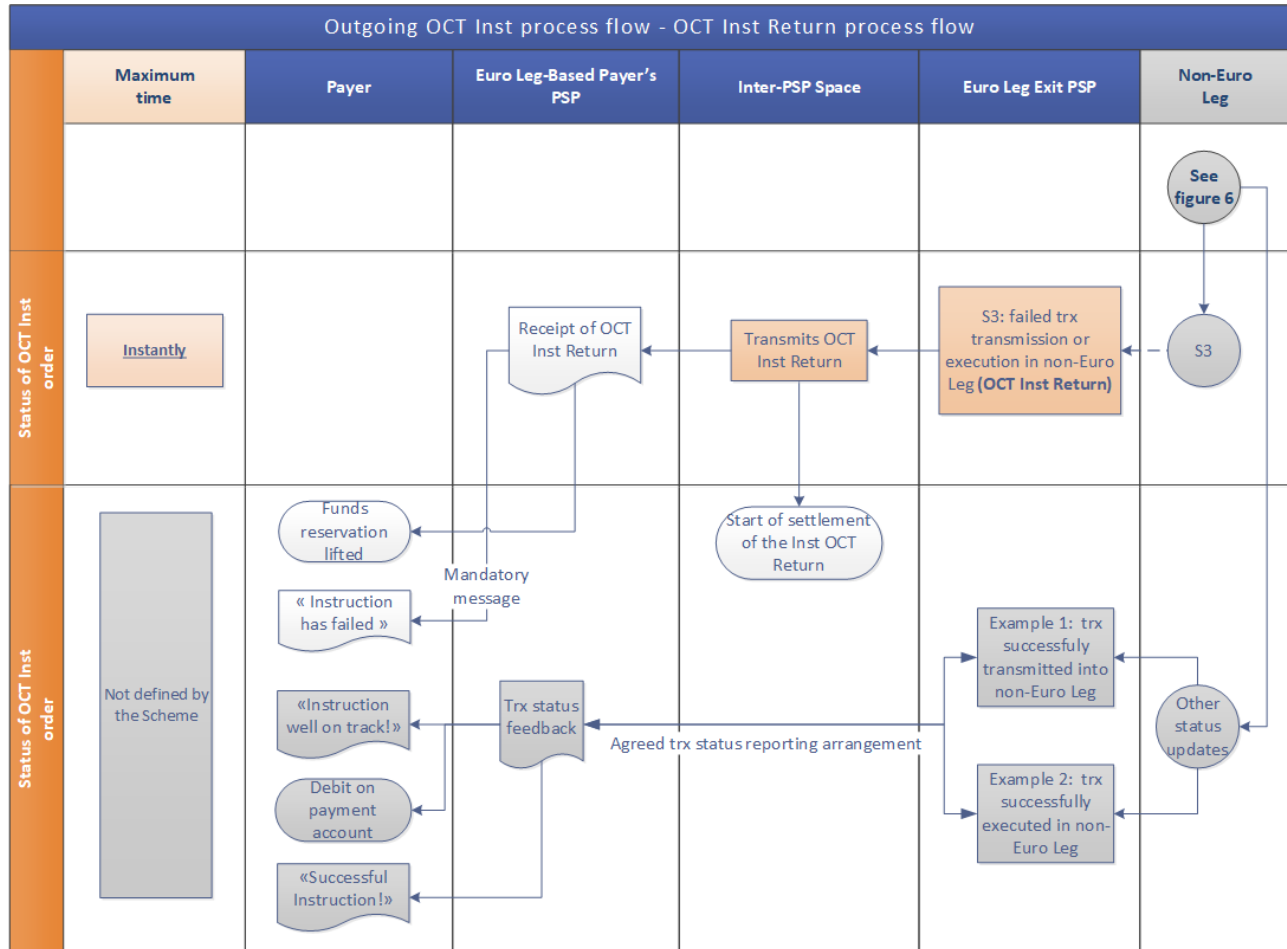 Outgoing OCT Inst process flow - OCT Inst Return process flow
Maximum
time
Payer
Euro Leg-Based Payer's
PSP
Inter-PSP Space
Euro Leg Exit PSP
Non-Euro
Leg
See
figure 6
Status of OCT Inst
order
Instantly
Receipt of OCT
Inst Return
Transmits OCT
Inst Return
S3: failed trx
transmission or
execution in non-Euro
Leg (OCT Inst Return)
S3
Status of OCT Inst
order
Not defined by
the Scheme
Funds
reservation
lifted
Start of settlement
of the Inst OCT
Return
Mandatory
message
« Instruction
has failed »
«Instruction
well on track!»
Trx status
feedback
Agreed trx status reporting arrangement
Example 1: trx
successfuly
transmitted into
non-Euro Leg
Other
status
updates
Debit on
payment
account
Example 2: trx
successfully
executed in non-
Euro Leg
«Successful
Instruction!»